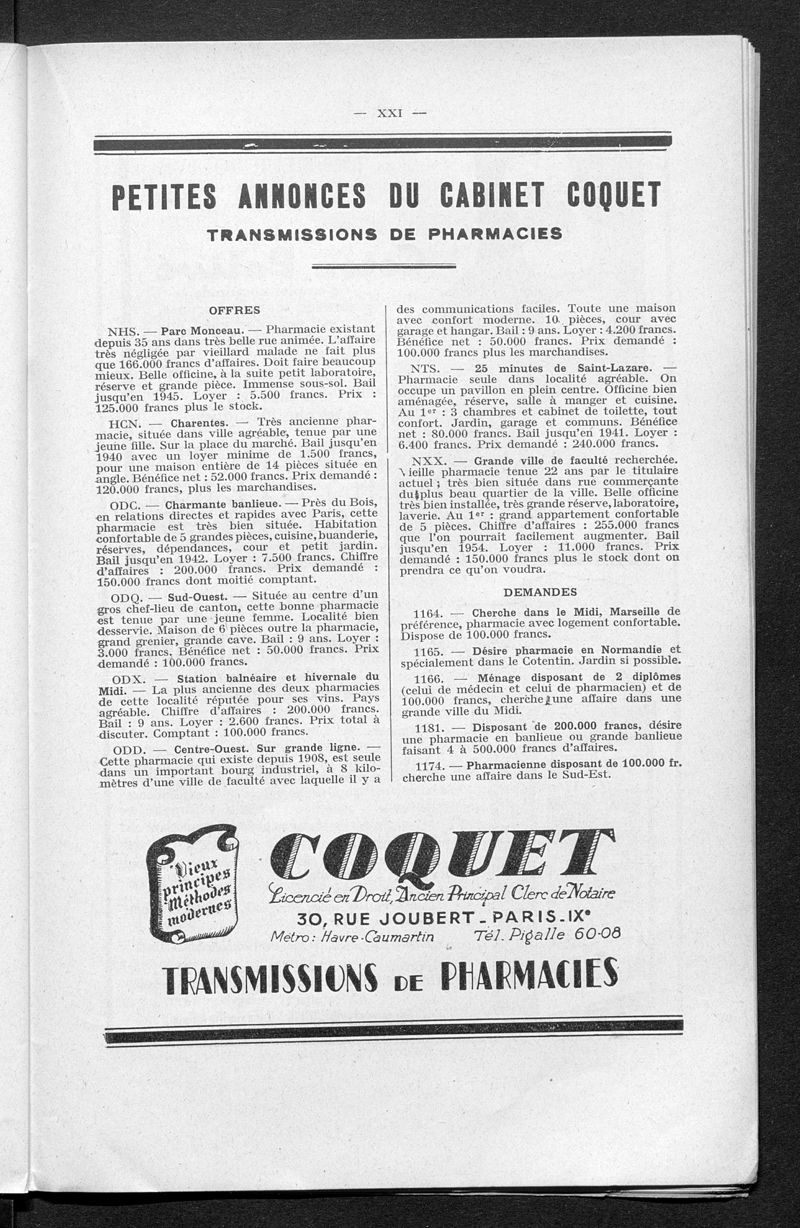 — XXI —
PETITES ANNONCES DU CABINET COQUET
TRANSMISSIONS DE PHARMACIES
OFFRES
NHS. — Parc Monceau. — Pharmacie existant
depuis 35 ans dans très belle rue animée. L'affaire
très négligée par vieillard malade ne fait plus
que 166.000 francs d'affaires. Doit faire beaucoup
mieux. Belle officine, à la suite petit laboratoire,
réserve et grande pièce. Immense sous-sol. Bail
jusqu'en 1945. Loyer : 5.500 francs. Prix :
125.000 francs plus le stock.
HCN. — Charentes. — Très ancienne phar-
macie, située dans ville agréable, tenue par une
jeune fille. Sur la place du marché. Bail jusqu'en
1940 avec un loyer minime de 1.500 francs,
pour une maison entière de 14 pièces située en
angle. Bénéfice net : 52.000 francs. Prix demandé :
120.000 francs, plus les marchandises.
ODC. — Charmante banlieue. — Près du Bois,
en relations directes et rapides avec Paris, cette
pharmacie est très bien située. Habitation
confortable de 5 grandes pièces, cuisine, buanderie,
réserves, dépendances, cour et petit jardin.
Bail jusqu'en 1942. Loyer : 7.500 francs. Chiffre
d'affaires : 200.000 francs. Prix demandé :
150.000 francs dont moitié comptant.
ODQ. — Sud-Ouest. — Située au centre d'un
gros chef-lieu de canton, cette bonne pharmacie
est tenue par une jeune femme. Localité bien
desservie. Maison de 6 pièces outre la pharmacie,
grand grenier, grande cave. Bail : 9 ans. Loyer :
3.000 francs. Bénéfice net : 50.000 francs. Prix
demandé : 100.000 francs.
ODX. — Station balnéaire et hivernale du
Midi. — La plus ancienne des deux pharmacies
de cette localité réputée pour ses vins. Pays
agréable. Chiffre d'affaires : 200.000 francs.
Bail : 9 ans. Loyer : 2.600 francs. Prix total à
discuter. Comptant : 100.000 francs.
ODD. — Centre-Ouest. Sur grande ligne. —
Cette pharmacie qui existe depuis 1908, est seule
dans un important bourg industriel, à 8 kilo-
mètres d'une ville de faculté avec laquelle il y a
des communications faciles. Toute une maison
avec confort moderne. 10 pièces, cour avec
garage et hangar. Bail : 9 ans. Loyer : 4.200 francs.
Bénéfice net : 50.000 francs. Prix demandé :
100.000 francs plus les marchandises.
NTS. — 25 minutes de Saint-Lazare. —
Pharmacie seule dans localité agréable. On
occupe un pavillon en plein centre. Officine bien
aménagée, réserve, salle à manger et cuisine.
Au 1er : 3 chambres et cabinet de toilette, tout
confort. Jardin, garage et communs. Bénéfice
net : 80.000 francs. Bail jusqu'en 1941. Loyer :
6.400 francs. Prix demandé : 240.000 francs.
NXX. — Grande ville de faculté recherchée.
Vieille pharmacie tenue 22 ans par le titulaire
actuel ; très bien située dans rue commerçante
du plus beau quartier de la ville. Belle officine
très bien installée, très grande réserve, laboratoire,
laverie. Au 1er : grand appartement confortable
de 5 pièces. Chiffre d'affaires : 255.000 francs
que l'on pourrait facilement augmenter. Bail
jusqu'en 1954. Loyer : 11.000 francs. Prix
demandé : 150.000 francs plus le stock dont on
prendra ce qu'on voudra.
DEMANDES
1164. — Cherche dans le Midi, Marseille de
préférence, pharmacie avec logement confortable.
Dispose de 100.000 francs.
1165. — Désire pharmacie en Normandie et
spécialement dans le Cotentin. Jardin si possible.
1166. — Ménage disposant de 2 diplômes
(celui de médecin et celui de pharmacien) et de
100.000 francs, cherche une affaire dans une
grande ville du Midi.
1181. — Disposant de 200.000 francs, désire
une pharmacie en banlieue ou grande banlieue
faisant 4 à 500.000 francs d'affaires.
1174. — Pharmacienne disposant de 100.000 fr.
cherche une affaire dans le Sud-Est.
Vieux
principes
Méthodes
modernes
COQUET
Licencié en Droit, Ancien Principal Clerc de Notaire
30, RUE JOUBERT - PARIS-IXe
Métro : Havre-Caumartin Tél. Pigalle 60-08
TRANSMISSIONS DE PHARMACIES